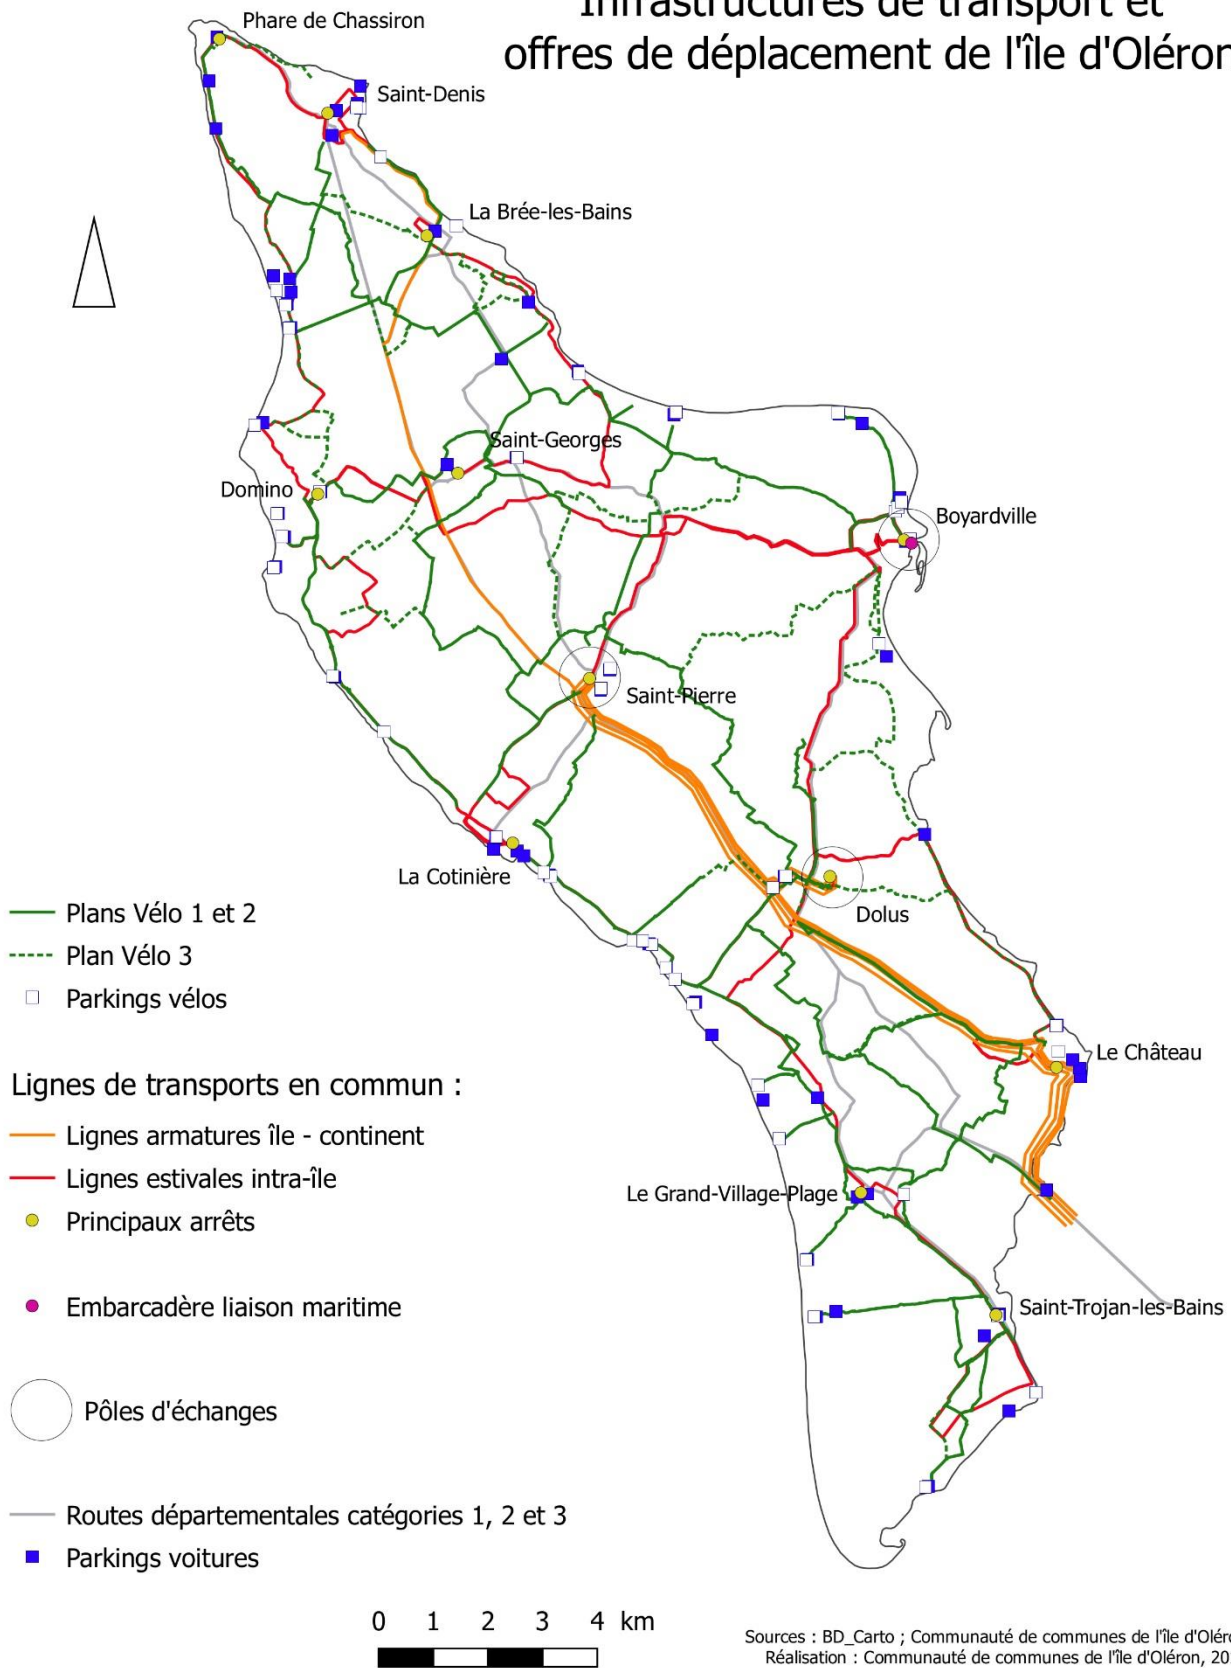 Infrastructures de transport et
offres de déplacement de l'île d'Oléron
Phare de Chassiron
Saint-Denis
La Brée-les-Bains
Saint-Georges
Domino
Boyardville
Saint-Pierre
La Cotinière
Dolus
Plans Vélo 1 et 2
Plan Vélo 3
Parkings vélos
Le Château
Lignes de transports en commun :
Lignes armatures île - continent
Lignes estivales intra-île
Le Grand-Village-Plage
Principaux arrêts
Embarcadère liaison maritime
Saint-Trojan-les-Bains
Pôles d'échanges
Routes départementales catégories 1, 2 et 3
Parkings voitures
0 1 2 3 4 km
Sources : BD_Carto ; Communauté de communes de l'île d'Oléro
Réalisation : Communauté de communes de l'île d'Oléron, 20